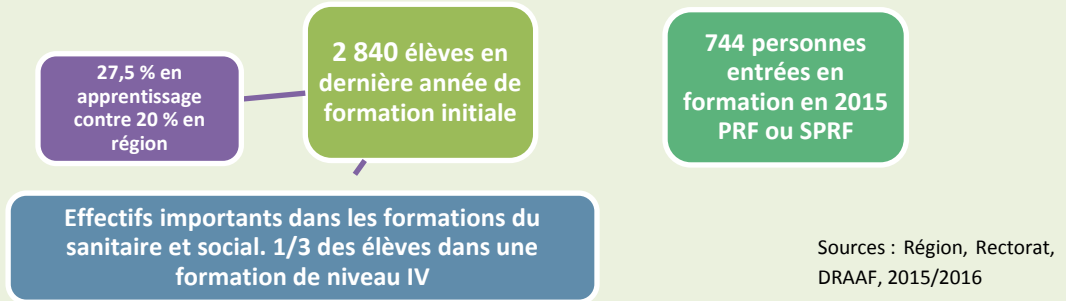 27,5 % en
apprentissage
contre 20 % en
région
2 840 élèves en
dernière année de
formation initiale
744 personnes
entrées en
formation en 2015
PRF ou SPRF
Effectifs importants dans les formations du
sanitaire et social. 1/3 des élèves dans une
formation de niveau IV
Sources : Région, Rectorat,
DRAAF, 2015/2016